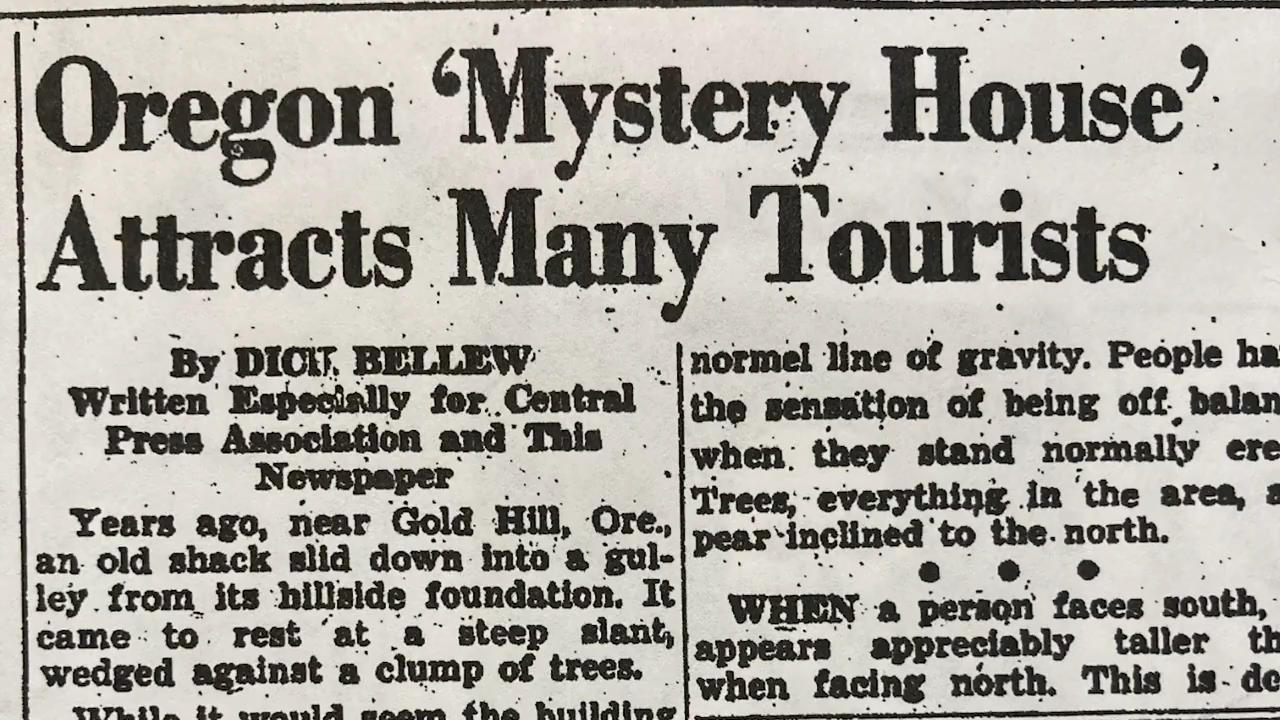 Oregon 'Mystery House'
Attracts Many Tourists
By DICK BELLEW
Written Especially for Central
Press Association and This
Newspaper
Years ago, near Gold Hill, Ore.,
an old shack slid down into a gul-
ley from its hillside foundation. It
came to rest at a steep slant,
wedged against a clump of trees.
While it would seem the building
normel line of gravity. People ha
the sensation of being off balan
when they stand normally ere
Trees, everything in the area, a
pear inclined to the north.
• • •
WHEN a person faces south,
appears appreciably taller th
when facing north. This is de